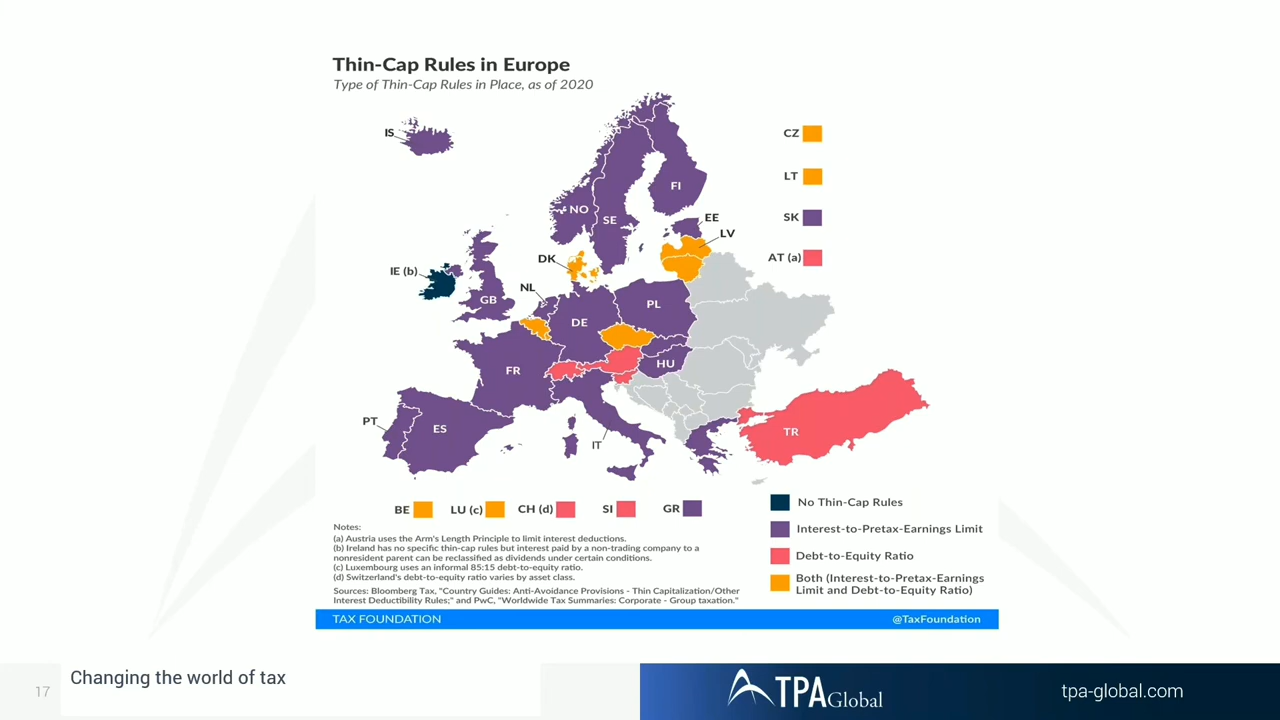 Thin-Cap Rules in Europe
Type of Thin-Cap Rules in Place, as of 2020
IS
CZ
LT
SK
AT (a)
FI
NO
SE
EE
LV
DK
IE (b)
NL
GB
PL
DE
FR
HU
PT
ES
IT
TR
BE
LU (c)
CH (d)
SI
GR
No Thin-Cap Rules
Interest-to-Pretax-Earnings Limit
Debt-to-Equity Ratio
Both (Interest-to-Pretax-Earnings
Limit and Debt-to-Equity Ratio)
Notes:
(a) Austria uses the Arm's Length Principle to limit interest deductions.
(b) Ireland has no specific thin-cap rules but interest paid by a non-trading company to a
nonresident parent can be reclassified as dividends under certain conditions.
(c) Luxembourg uses an informal 85:15 debt-to-equity ratio.
(d) Switzerland's debt-to-equity ratio varies by asset class.
Sources: Bloomberg Tax, "Country Guides: Anti-Avoidance Provisions - Thin Capitalization/Other
Interest Deductibility Rules;" and PwC, "Worldwide Tax Summaries: Corporate - Group taxation."
TAX FOUNDATION
@TaxFoundation
17
Changing the world of tax
TPA Global
tpa-global.com